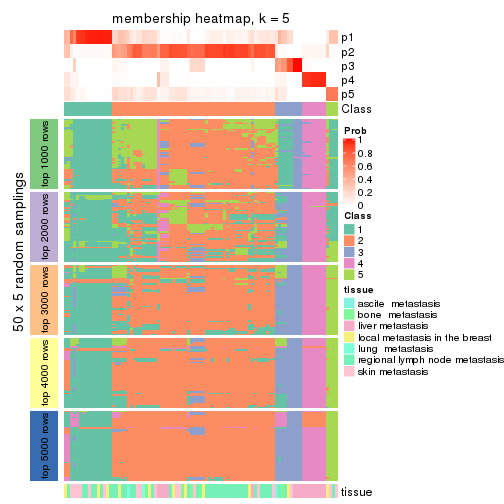 membership heatmap, k = 5
p1
p2
p3
p4
p5
Class
50 x 5 random samplings
top 1000 rows
top 2000 rows
top 3000 rows
top 4000 rows
top 5000 rows
tissue
Prob
1
0.8
0.6
0.4
0.2
0
Class
1
2
3
4
5
tissue
ascite metastasis
bone metastasis
liver metastasis
local metastasis in the breast
lung metastasis
regional lymph node metastasis
skin metastasis